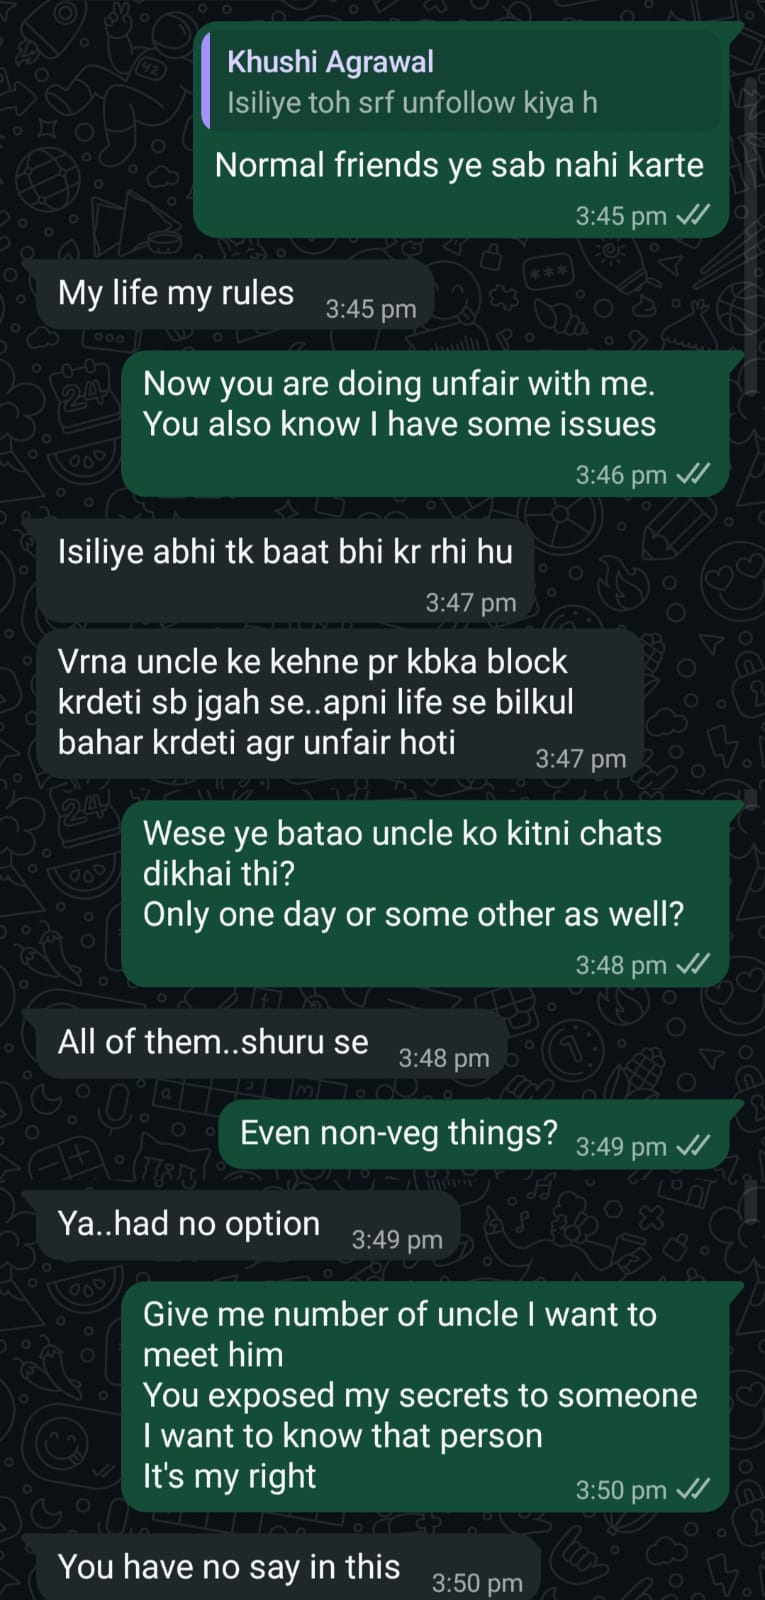 Khushi Agrawal
Isiliye toh srf unfollow kiya h
Normal friends ye sab nahi karte
3:45 pm
My life my rules
3:45 pm
Now you are doing unfair with me.
You also know I have some issues
3:46 pm
Isiliye abhi tk baat bhi kr rhi hu
3:47 pm
Vrna uncle ke kehne pr kbka block
krdeti sb jgah se..apni life se bilkul
bahar krdeti agr unfair hoti
3:47 pm
Wese ye batao uncle ko kitni chats
dikhai thi?
Only one day or some other as well?
3:48 pm
All of them..shuru se
3:48 pm
Even non-veg things?
3:49 pm
Ya..had no option
3:49 pm
Give me number of uncle I want to
meet him
You exposed my secrets to someone
I want to know that person
It's my right
3:50 pm
You have no say in this
3:50 pm